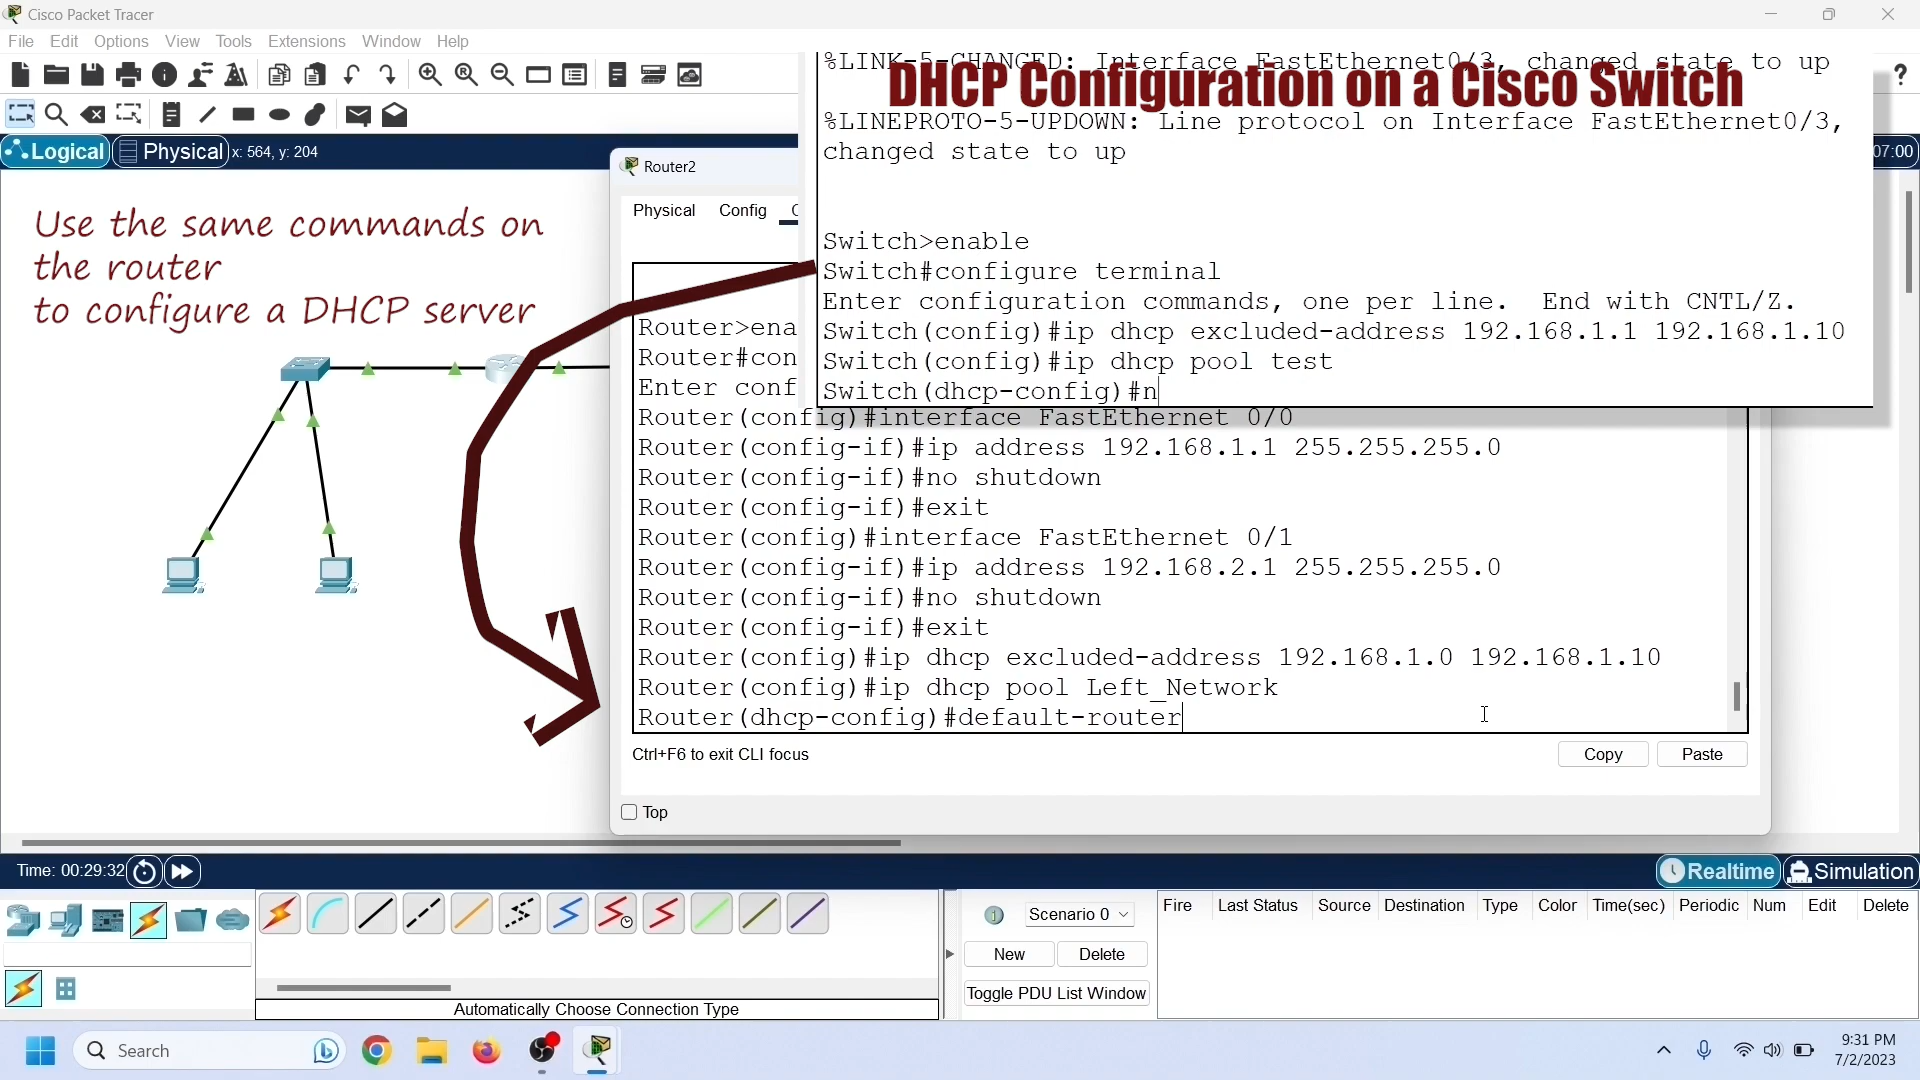 Cisco Packet Tracer
File Edit Options View Tools Extensions Window Help
%LINK-5-CHANGED: Interface FastEthernet0/3, changed state to up
DHCP Configuration on a Cisco Switch
%LINEPROTO-5-UPDOWN: Line protocol on Interface FastEthernet0/3,
changed state to up
Logical Physical x: 564, y: 204
07:00
Router2
Physical Config
Use the same commands on
the router
to configure a DHCP server
Switch>enable
Switch#configure terminal
Enter configuration commands, one per line. End with CNTL/Z.
Switch(config)#ip dhcp excluded-address 192.168.1.1 192.168.1.10
Switch(config)#ip dhcp pool test
Switch(dhcp-config)#n
Router>ena
Router#con
Enter conf
Router(config)#interface FastEthernet 0/0
Router(config-if)#ip address 192.168.1.1 255.255.255.0
Router(config-if)#no shutdown
Router(config-if)#exit
Router(config)#interface FastEthernet 0/1
Router(config-if)#ip address 192.168.2.1 255.255.255.0
Router(config-if)#no shutdown
Router(config-if)#exit
Router(config)#ip dhcp excluded-address 192.168.1.0 192.168.1.10
Router(config)#ip dhcp pool Left_Network
Router(dhcp-config)#default-router
Ctrl+F6 to exit CLI focus
Copy Paste
Top
Time: 00:29:32
Realtime Simulation
Scenario 0
Fire Last Status Source Destination Type Color Time(sec) Periodic Num Edit Delete
New Delete
Toggle PDU List Window
Automatically Choose Connection Type
Search
9:31 PM
7/2/2023